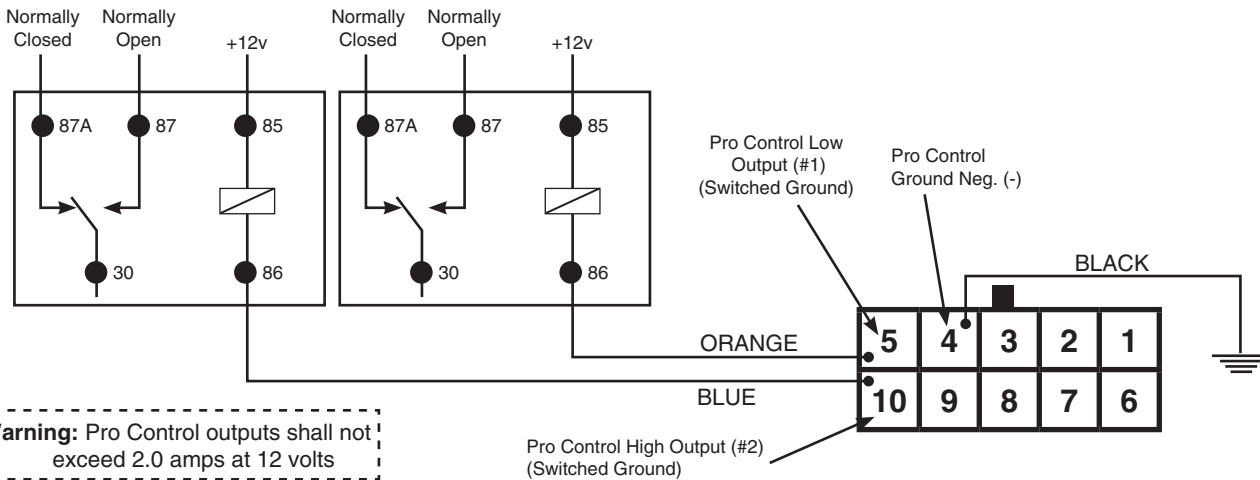 Normally Closed
Normally Open
+12v
Normally Closed
Normally Open
+12v
87A
87
85
30
86
87A
87
85
30
86
Pro Control Low
Output (#1)
(Switched Ground)
Pro Control
Ground Neg. (-)
BLACK
ORANGE
BLUE
5 4 3 2 1
10 9 8 7 6
arning: Pro Control outputs shall not
exceed 2.0 amps at 12 volts
Pro Control High Output (#2)
(Switched Ground)